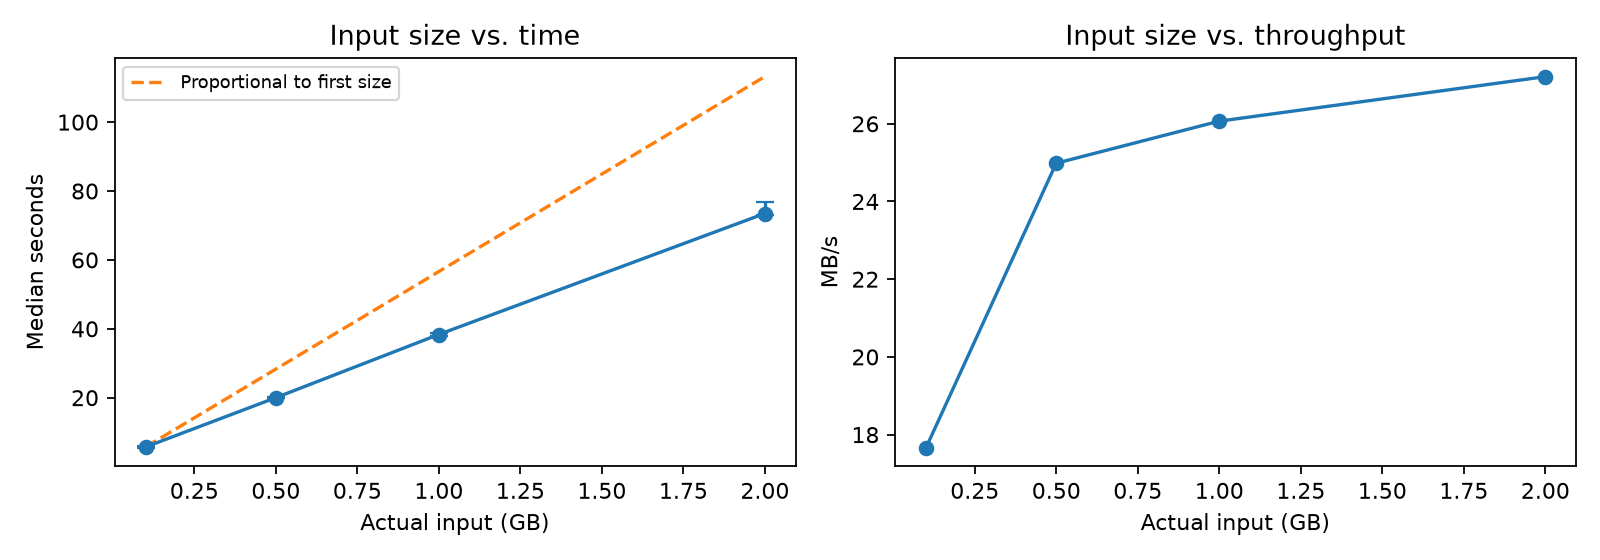 Input size vs. time
Proportional to first size
Median seconds
100
80
60
40
20
0.25 0.50 0.75 1.00 1.25 1.50 1.75 2.00
Actual input (GB)
Input size vs. throughput
MB/s
26
24
22
20
18
0.25 0.50 0.75 1.00 1.25 1.50 1.75 2.00
Actual input (GB)